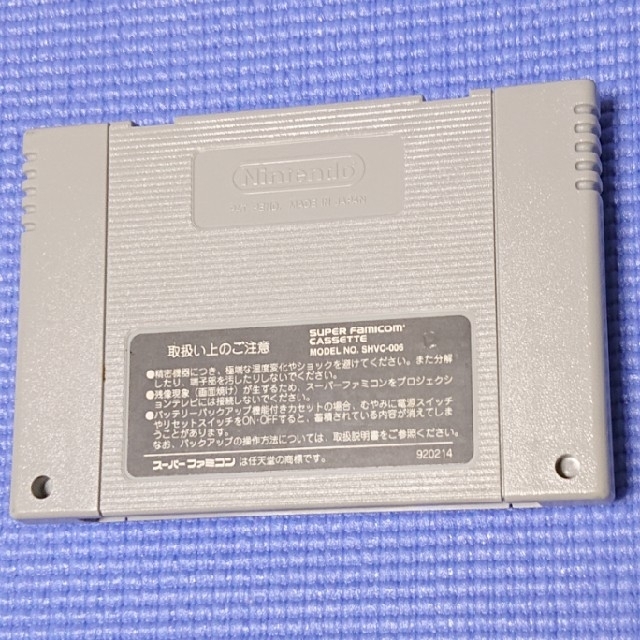 Nintendo
MADE IN JAPAN
取扱い上のご注意
SUPER FAMICOM
CASSETTE
MODEL NO. SHVC-006
●精密機器につき、極端な温度変化やショックを避けてください。また分解
したり、端子部を汚したりしないでください。
●残像現象（画面焼け）が生ずるため、スーパーファミコンをプロジェクシ
ョンテレビには接続しないでください。
●バッテリーバックアップ機能付きカセットの場合、むやみに電源スイッチ
やリセットスイッチをON・OFFすると、蓄積されている内容が消えてしま
うことがあります。
なお、バックアップの操作方法については、取扱説明書をご参照ください。
スーパーファミコンは任天堂の商標です。
920214